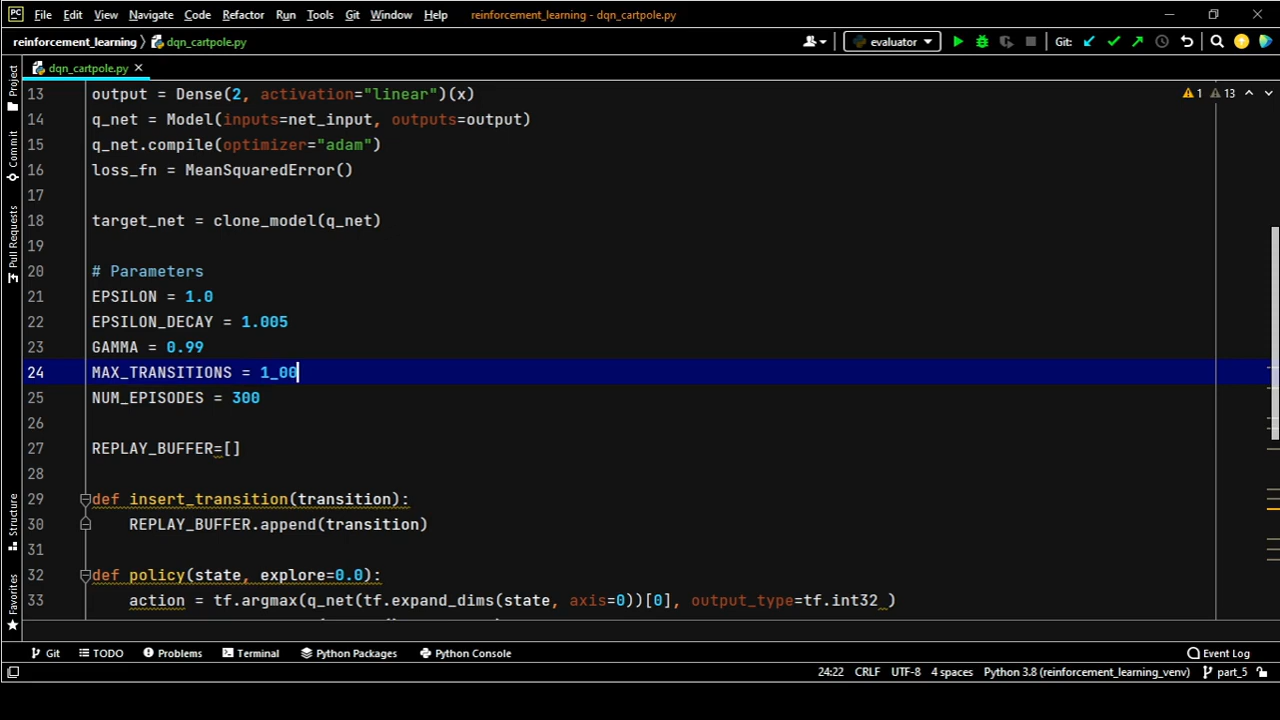 PC File Edit View Navigate Code Refactor Run Tools Git Window Help reinforcement_learning - dqn_cartpole.py
reinforcement_learning dqn_cartpole.py evaluator Git:
dqn_cartpole.py
Project
Commit
Pull Requests
Structure
Favorites
1 13
13 output = Dense(2, activation="linear")(x)
14 q_net = Model(inputs=net_input, outputs=output)
15 q_net.compile(optimizer="adam")
16 loss_fn = MeanSquaredError()
17
18 target_net = clone_model(q_net)
19
20 # Parameters
21 EPSILON = 1.0
22 EPSILON_DECAY = 1.005
23 GAMMA = 0.99
24 MAX_TRANSITIONS = 1_00
25 NUM_EPISODES = 300
26
27 REPLAY_BUFFER=[]
28
29 def insert_transition(transition):
30 REPLAY_BUFFER.append(transition)
31
32 def policy(state, explore=0.0):
33 action = tf.argmax(q_net(tf.expand_dims(state, axis=0))[0], output_type=tf.int32 )
Git TODO Problems Terminal Python Packages Python Console Event Log
24:22 CRLF UTF-8 4 spaces Python 3.8 (reinforcement_learning_venv) part_5